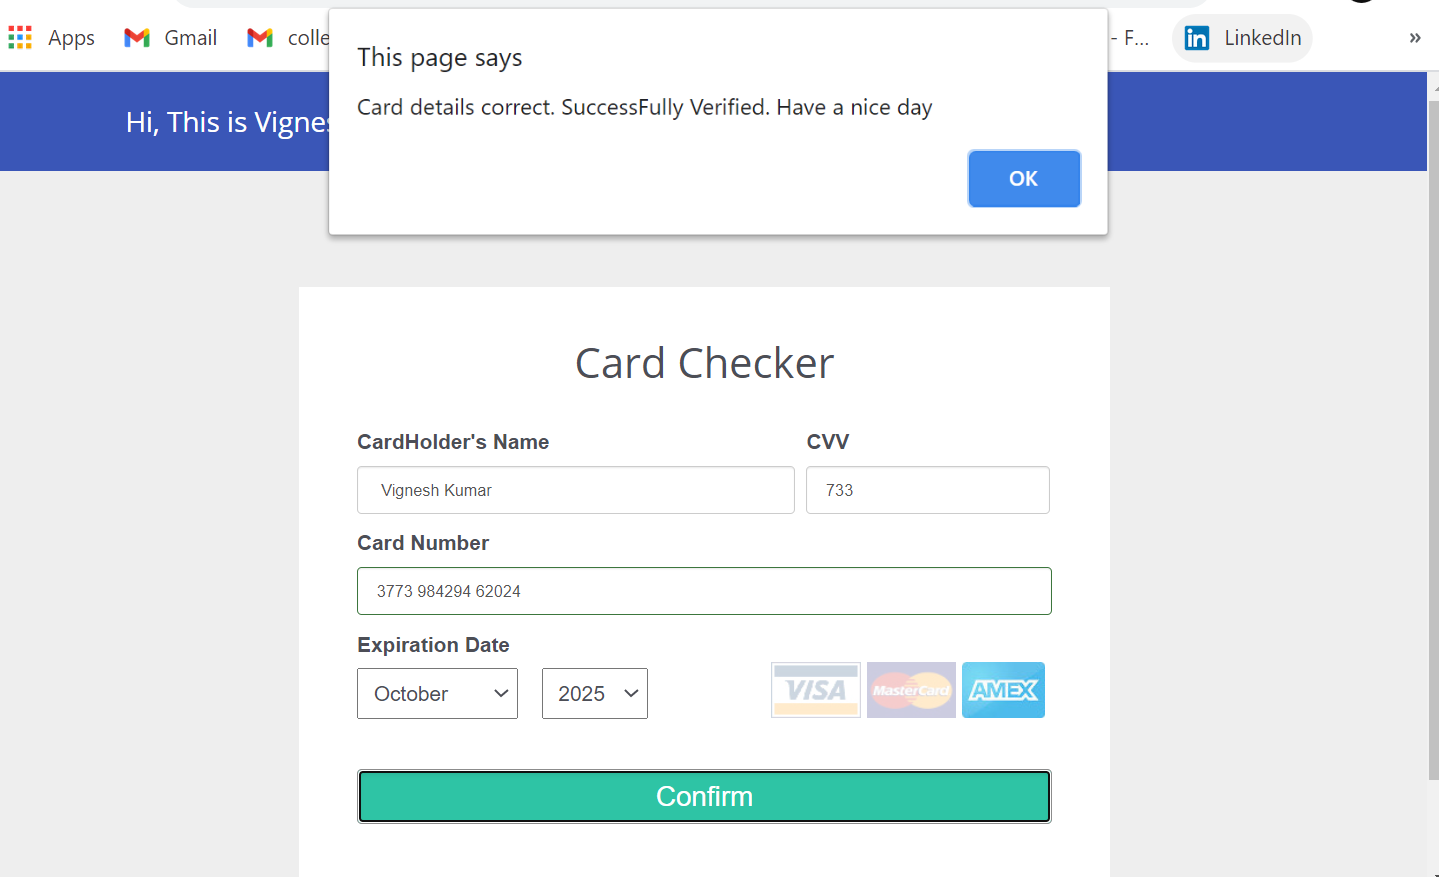 Apps Gmail colle - F... LinkedIn »
This page says
Card details correct. SuccessFully Verified. Have a nice day
OK
Hi, This is Vignes
Card Checker
CardHolder's Name CVV
Vignesh Kumar 733
Card Number
3773 984294 62024
Expiration Date
October 2025 VISA MasterCard AMEX
Confirm